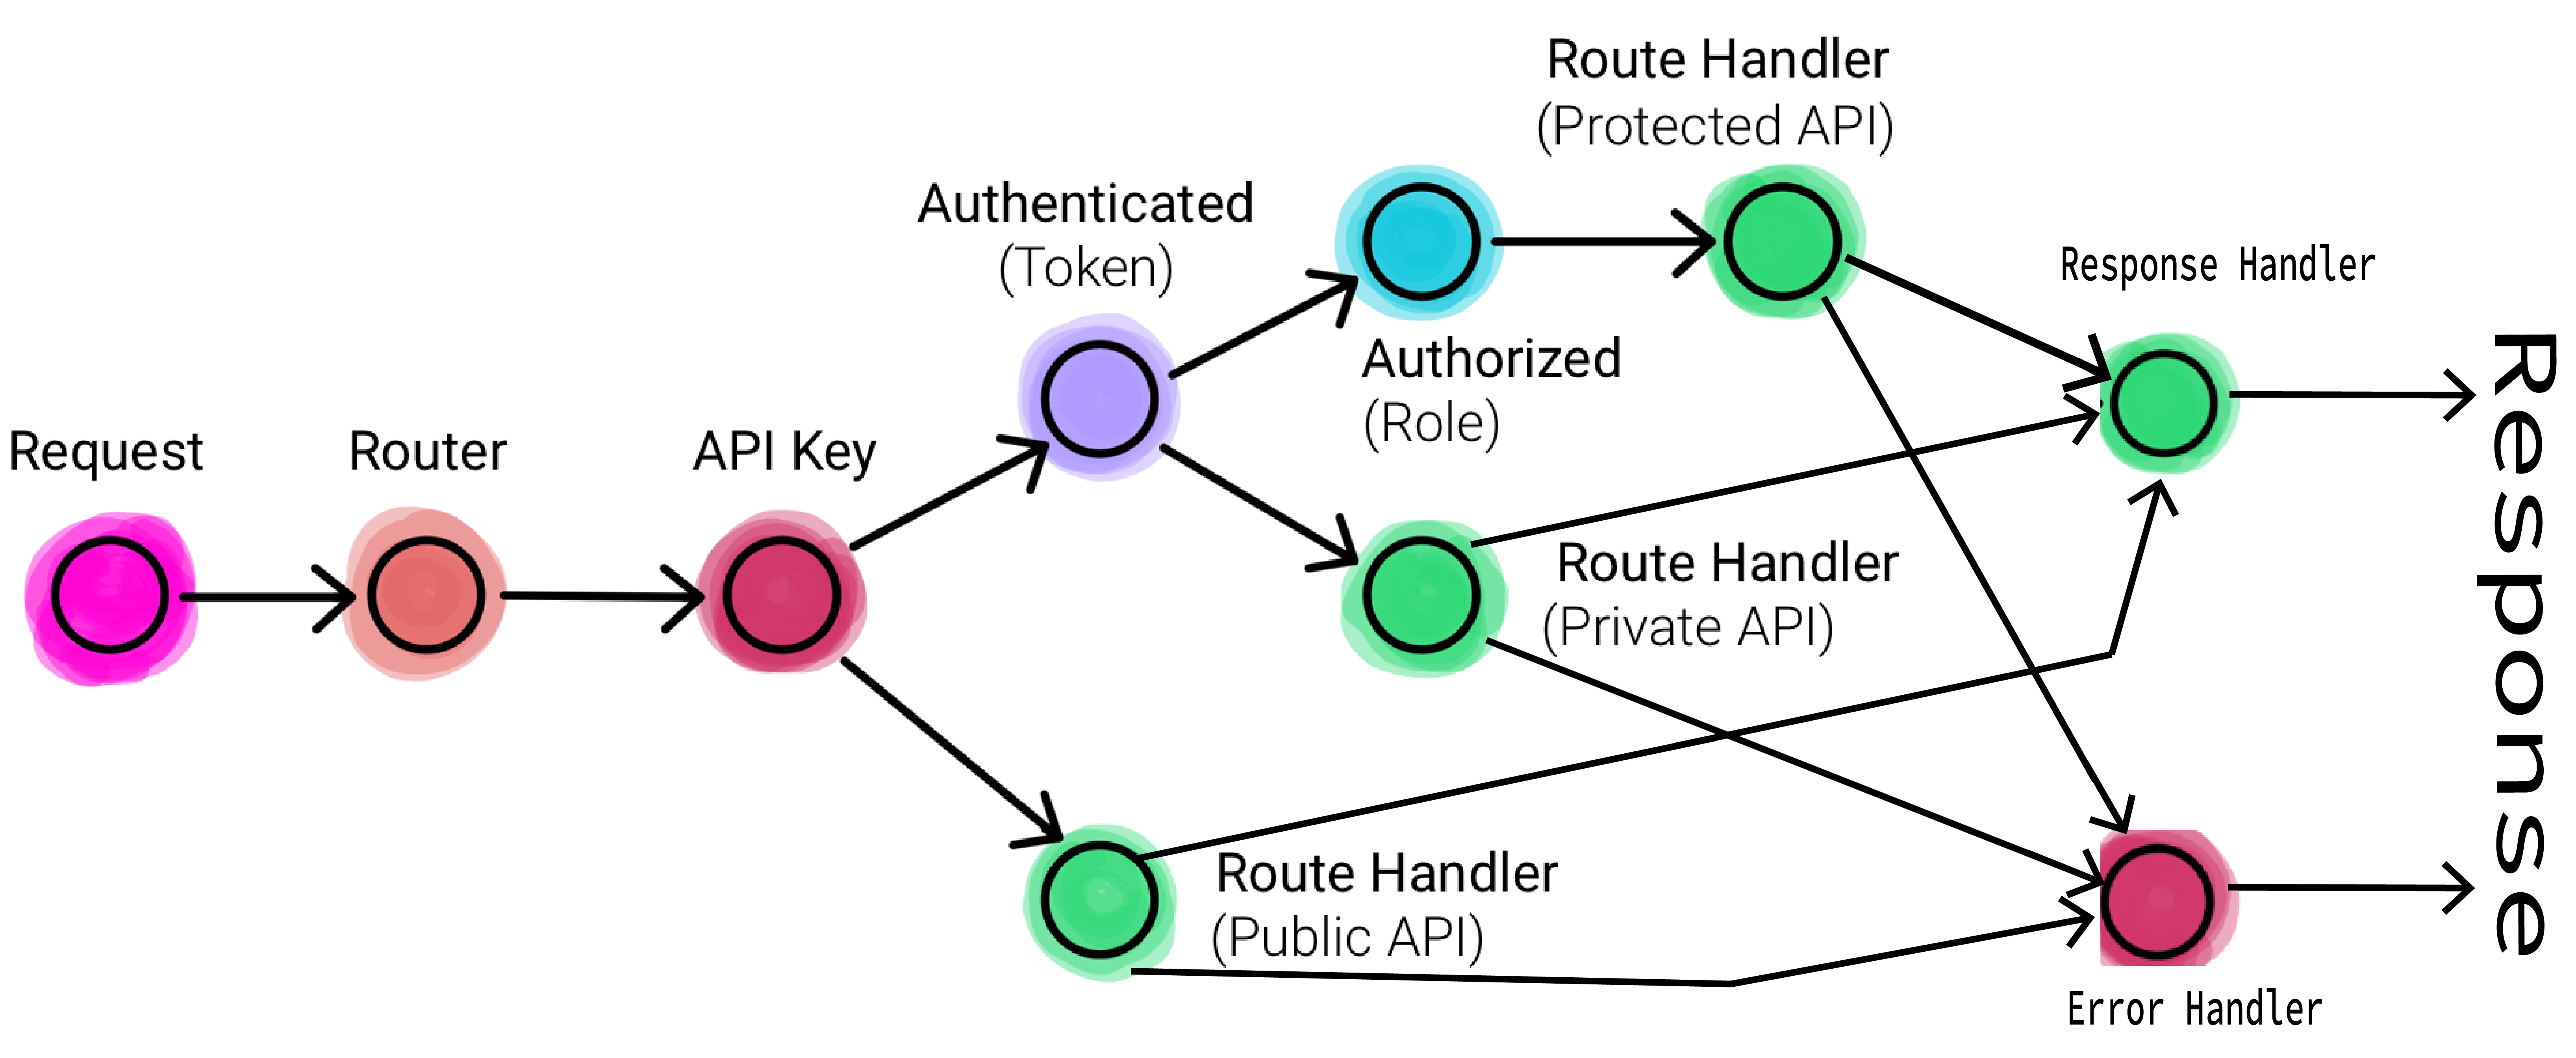 Request
Router
API Key
Authenticated
(Token)
Authorized
(Role)
Route Handler
(Protected API)
Route Handler
(Private API)
Route Handler
(Public API)
Response Handler
Error Handler
Response